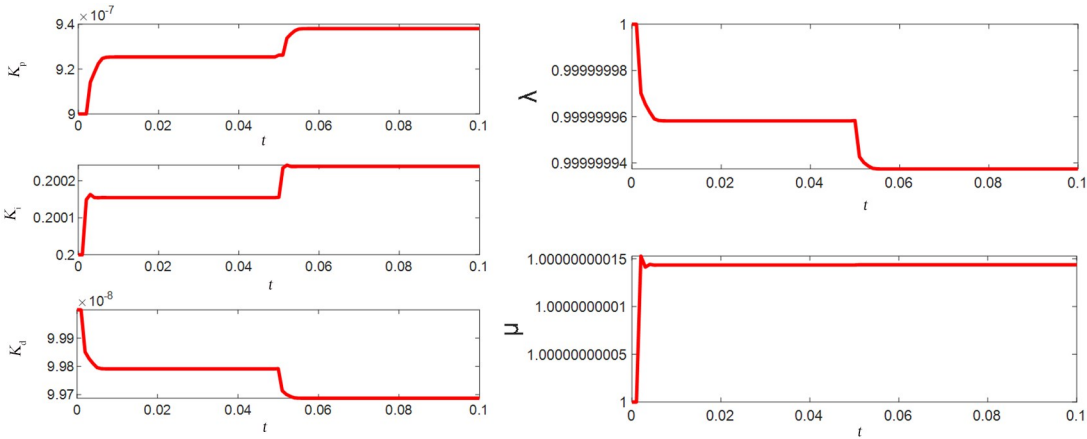 × 10⁻⁷
9.4
9.2
9
Kₚ
0 0.02 0.04 0.06 0.08 0.1
t
0.2002
0.2001
0.2
Kᵢ
0 0.02 0.04 0.06 0.08 0.1
t
× 10⁻⁸
9.99
9.98
9.97
K_d
0 0.02 0.04 0.06 0.08 0.1
t
1
0.99999998
0.99999996
0.99999994
λ
0 0.02 0.04 0.06 0.08 0.1
t
1.00000000015
1.0000000001
1.00000000005
1
μ
0 0.02 0.04 0.06 0.08 0.1
t